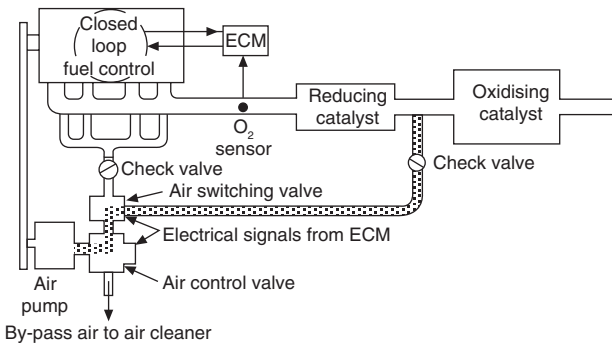 Closed
loop
fuel control
ECM
Reducing
catalyst
Oxidising
catalyst
O2
sensor
Check valve
Check valve
Air switching valve
Electrical signals from ECM
Air
pump
Air control valve
By-pass air to air cleaner